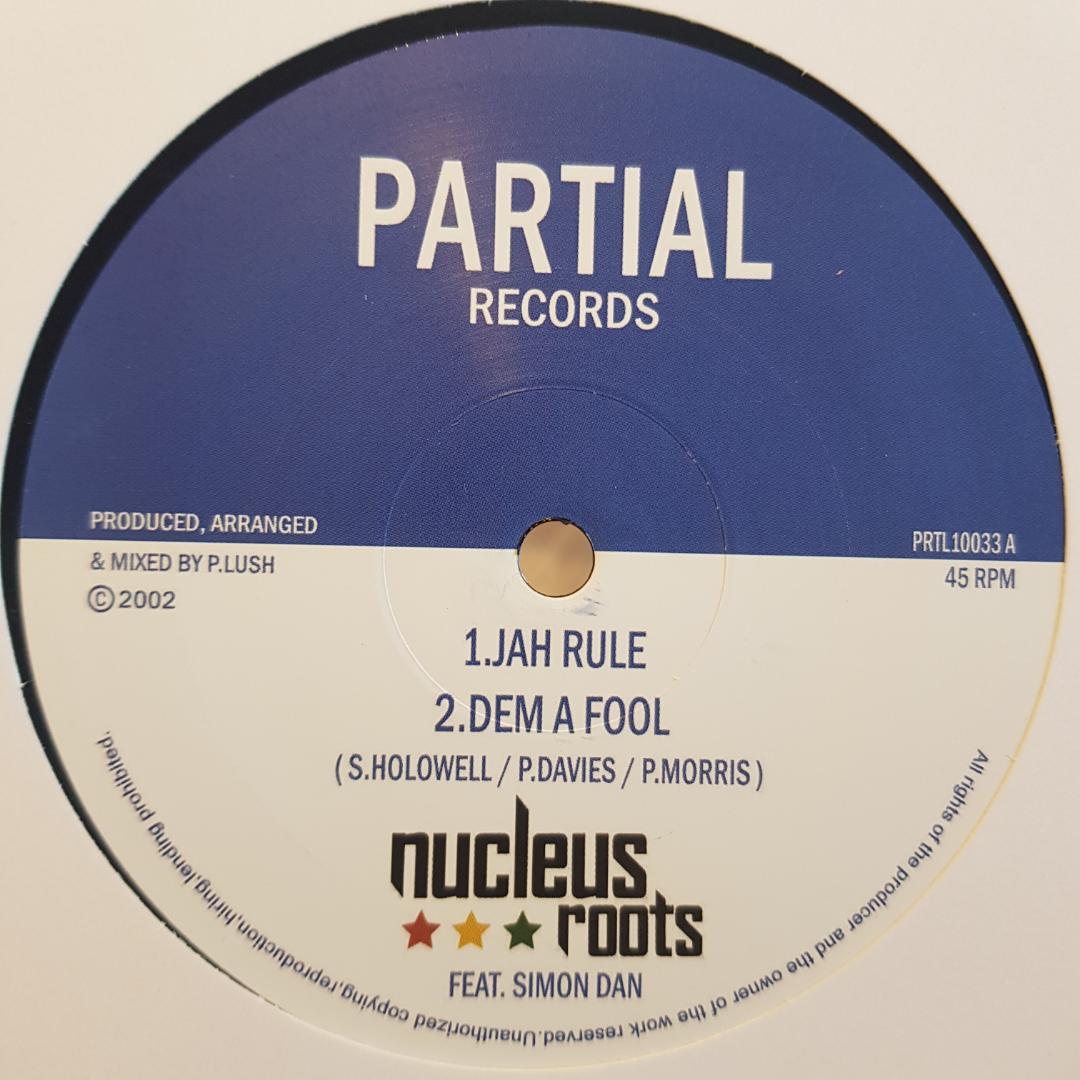 PARTIAL
RECORDS
PRODUCED, ARRANGED
& MIXED BY P.LUSH
©2002
PRTL10033 A
45 RPM
1.JAH RULE
2.DEM A FOOL
( S.HOLOWELL / P.DAVIES / P.MORRIS )
nucleus
roots
FEAT. SIMON DAN
All rights of the producer and the owner of the work reserved.Unauthorized copying,reproduction,hiring,lending prohibited.